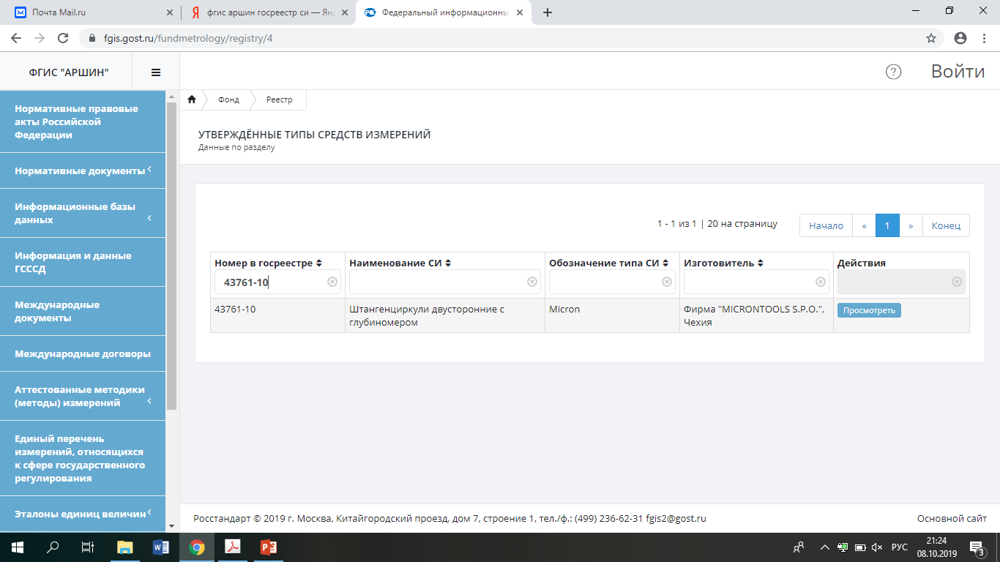 Почта Mail.ru
фгис аршин госреестр си — Янд
Федеральный информационны
fgis.gost.ru/fundmetrology/registry/4
ФГИС "АРШИН"
Войти
Нормативные правовые
акты Российской
Федерации
Нормативные документы
Информационные базы
данных
Информация и данные
ГСССД
Международные
документы
Международные договоры
Аттестованные методики
(методы) измерений
Единый перечень
измерений, относящихся
к сфере государственного
регулирования
Эталоны единиц величин
Фонд
Реестр
УТВЕРЖДЁННЫЕ ТИПЫ СРЕДСТВ ИЗМЕРЕНИЙ
Данные по разделу
1 - 1 из 1 | 20 на страницу
Начало « 1 » Конец
Номер в госреестре Наименование СИ Обозначение типа СИ Изготовитель Действия
43761-10
43761-10
Штангенциркули двусторонние с
глубиномером
Micron
Фирма "MICRONTOOLS S.P.O.",
Чехия
Просмотреть
Росстандарт © 2019 г. Москва, Китайгородский проезд, дом 7, строение 1, тел./ф.: (499) 236-62-31 fgis2@gost.ru
Основной сайт
РУС
21:24
08.10.2019
3